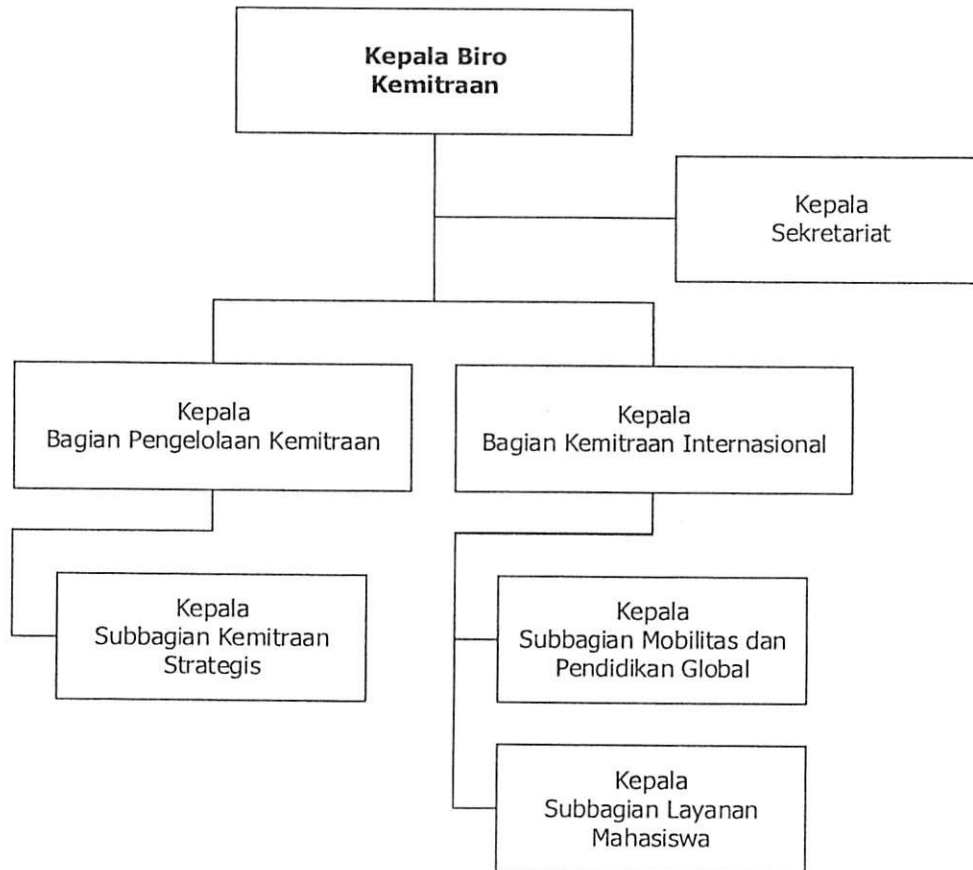 Kepala Biro
Kemitraan
Kepala
Sekretariat
Kepala
Bagian Pengelolaan Kemitraan
Kepala
Bagian Kemitraan Internasional
Kepala
Subbagian Kemitraan
Strategis
Kepala
Subbagian Mobilitas dan
Pendidikan Global
Kepala
Subbagian Layanan
Mahasiswa